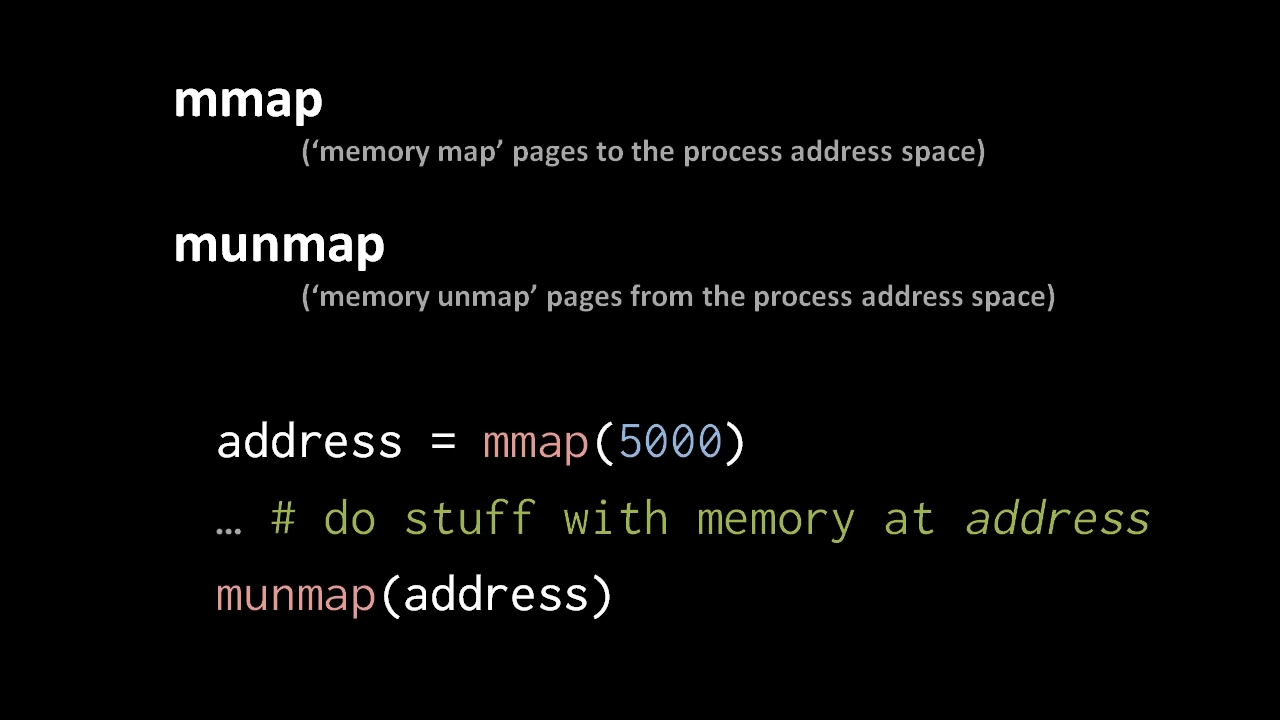 mmap
(‘memory map’ pages to the process address space)
munmap
(‘memory unmap’ pages from the process address space)
address = mmap(5000)
… # do stuff with memory at address
munmap(address)